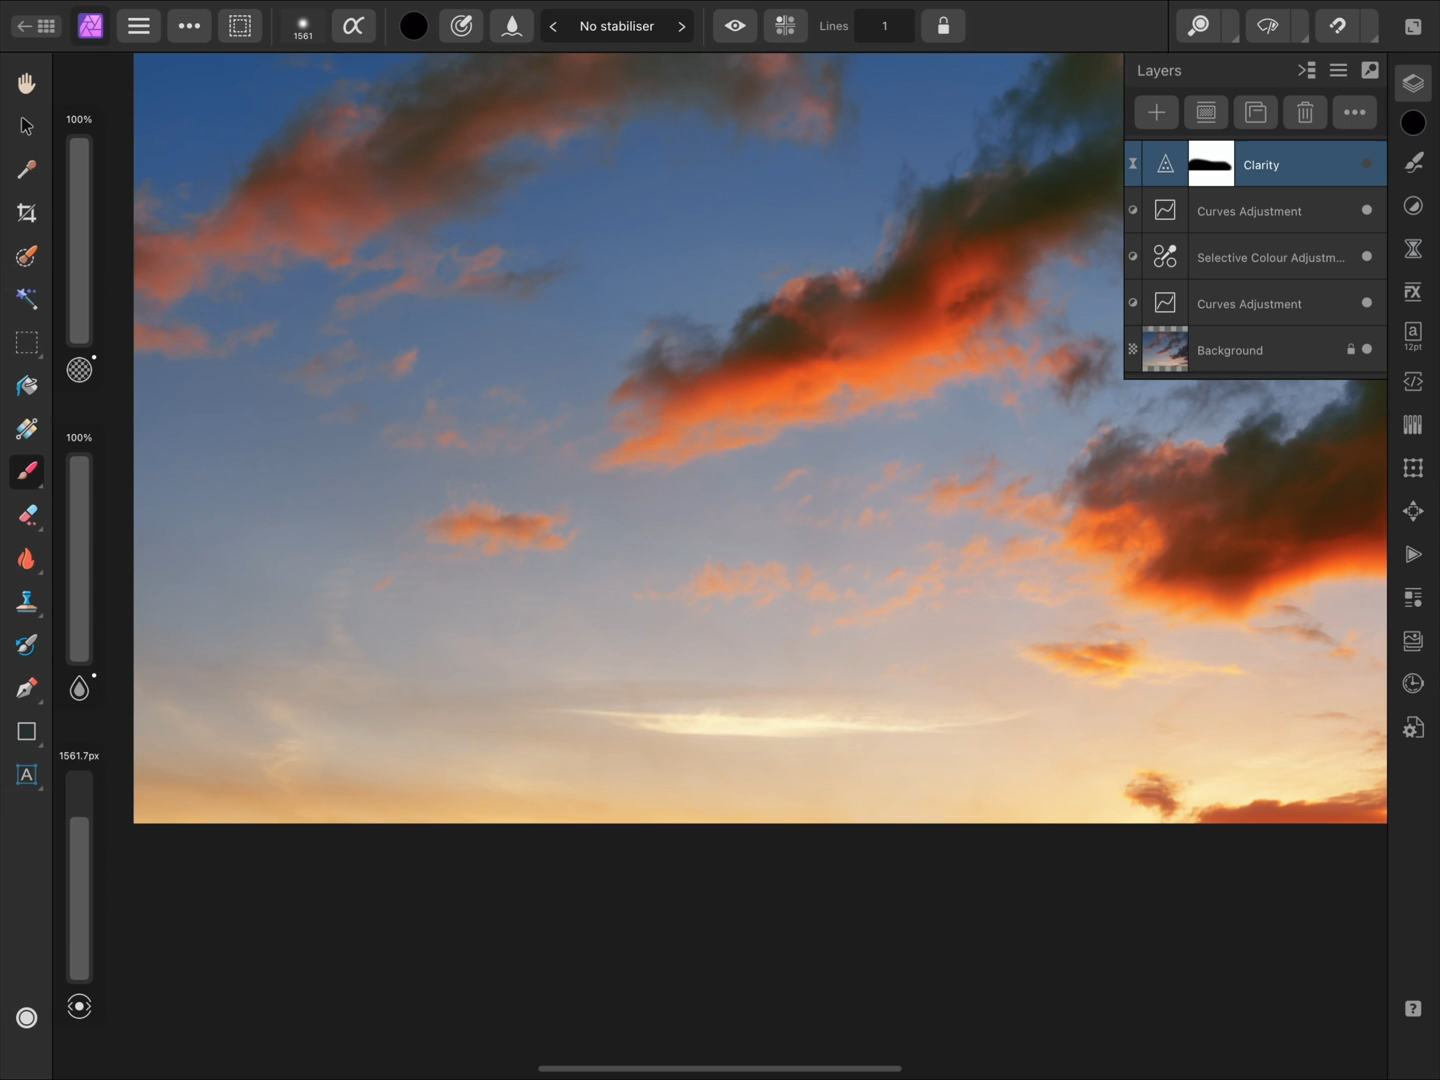 1561
No stabiliser
Lines
1
Layers
100%
Clarity
Curves Adjustment
Selective Colour Adjustm...
Curves Adjustment
Background
a
12pt
FX
100%
1561.7px
A
?